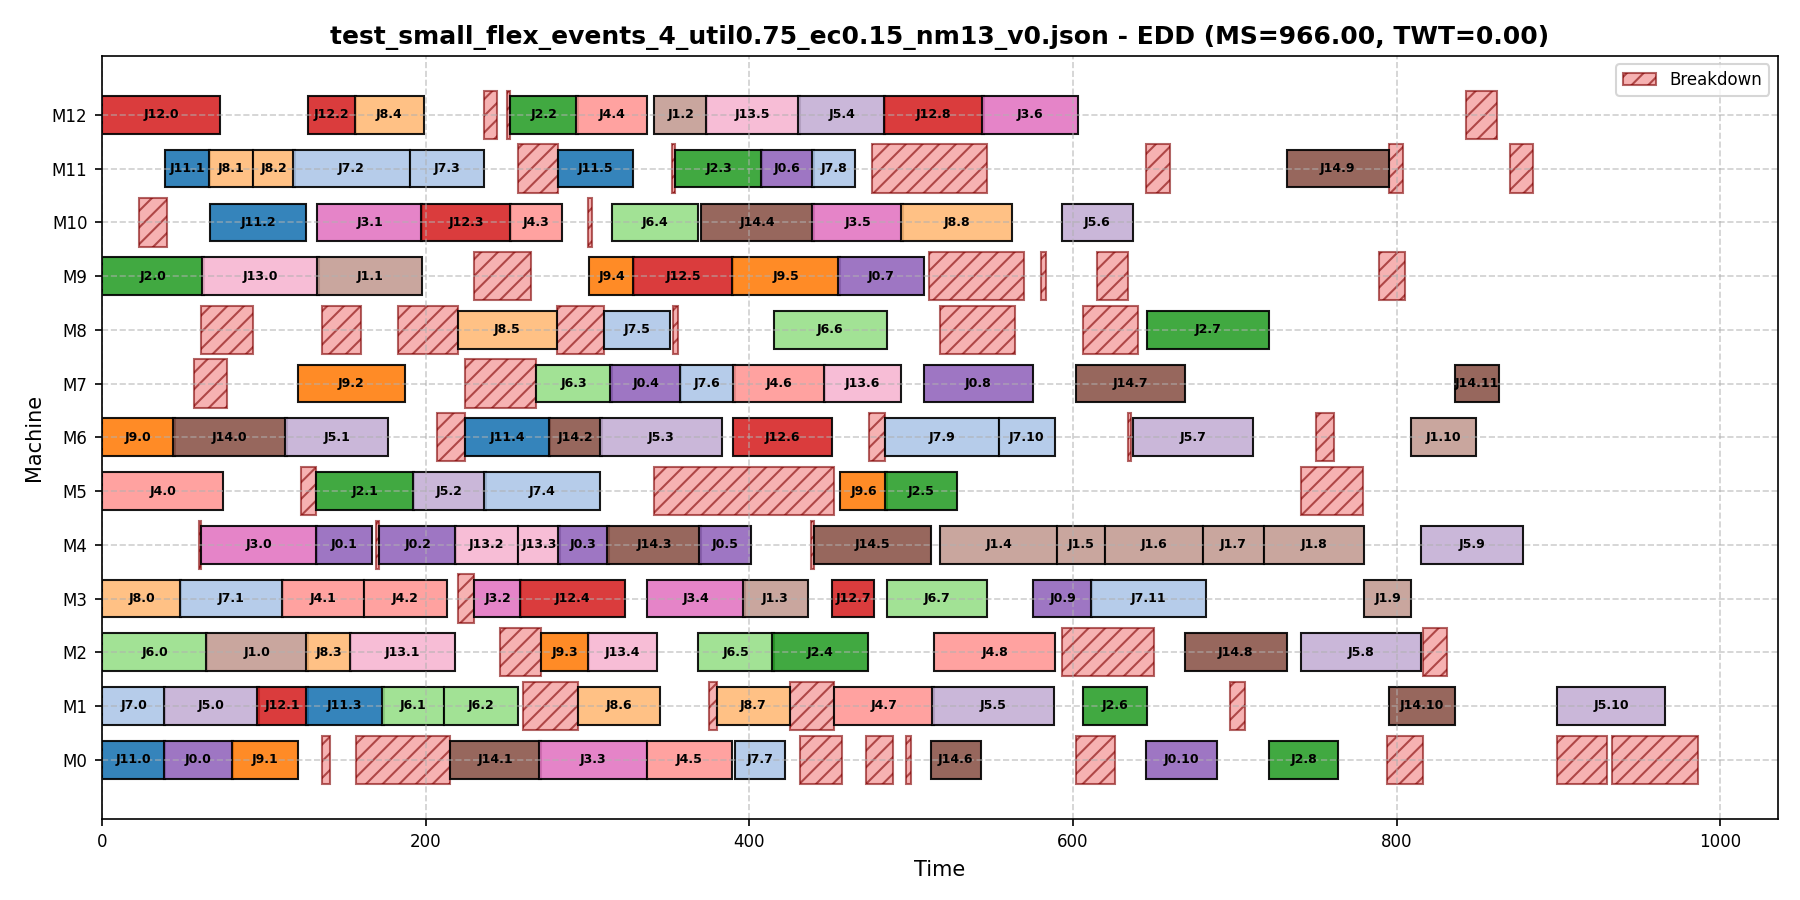 test_small_flex_events_4_util0.75_ec0.15_nm13_v0.json - EDD (MS=966.00, TWT=0.00)
Breakdown
Machine
M12 J12.0 J12.2 J8.4 J2.2 J4.4 J1.2 J13.5 J5.4 J12.8 J3.6
M11 J11.1 J8.1 J8.2 J7.2 J7.3 J11.5 J2.3 J0.6 J7.8 J14.9
M10 J11.2 J3.1 J12.3 J4.3 J6.4 J14.4 J3.5 J8.8 J5.6
M9 J2.0 J13.0 J1.1 J9.4 J12.5 J9.5 J0.7
M8 J8.5 J7.5 J6.6 J2.7
M7 J9.2 J6.3 J0.4 J7.6 J4.6 J13.6 J0.8 J14.7 J14.11
M6 J9.0 J14.0 J5.1 J11.4 J14.2 J5.3 J12.6 J7.9 J7.10 J5.7 J1.10
M5 J4.0 J2.1 J5.2 J7.4 J9.6 J2.5
M4 J3.0 J0.1 J0.2 J13.2 J13.3 J0.3 J14.3 J0.5 J14.5 J1.4 J1.5 J1.6 J1.7 J1.8 J5.9
M3 J8.0 J7.1 J4.1 J4.2 J3.2 J12.4 J3.4 J1.3 J12.7 J6.7 J0.9 J7.11 J1.9
M2 J6.0 J1.0 J8.3 J13.1 J9.3 J13.4 J6.5 J2.4 J4.8 J14.8 J5.8
M1 J7.0 J5.0 J12.1 J11.3 J6.1 J6.2 J8.6 J8.7 J4.7 J5.5 J2.6 J14.10 J5.10
M0 J11.0 J0.0 J9.1 J14.1 J3.3 J4.5 J7.7 J14.6 J0.10 J2.8
0 200 400 600 800 1000
Time